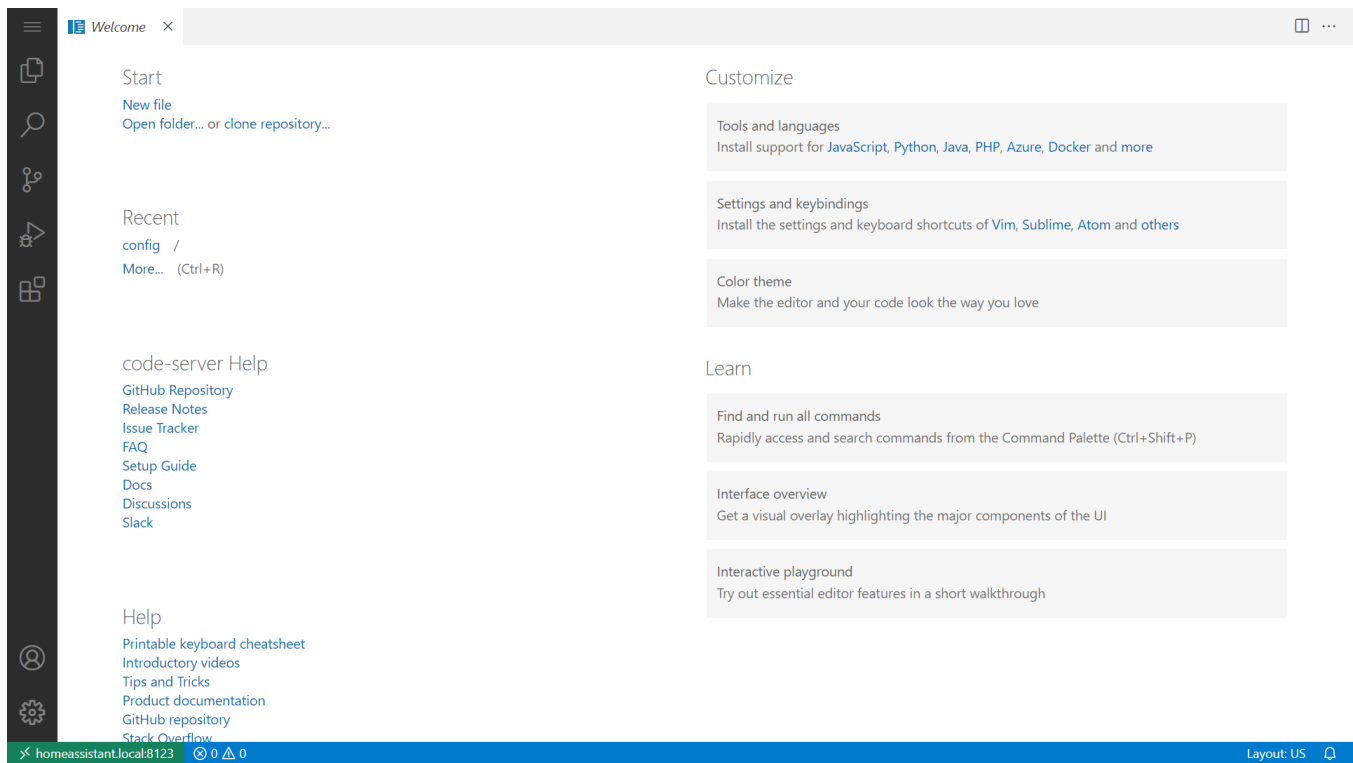 Welcome
Start
New file
Open folder... or clone repository...
Recent
config /
More... (Ctrl+R)
code-server Help
GitHub Repository
Release Notes
Issue Tracker
FAQ
Setup Guide
Docs
Discussions
Slack
Help
Printable keyboard cheatsheet
Introductory videos
Tips and Tricks
Product documentation
GitHub repository
Stack Overflow
Customize
Tools and languages
Install support for JavaScript, Python, Java, PHP, Azure, Docker and more
Settings and keybindings
Install the settings and keyboard shortcuts of Vim, Sublime, Atom and others
Color theme
Make the editor and your code look the way you love
Learn
Find and run all commands
Rapidly access and search commands from the Command Palette (Ctrl+Shift+P)
Interface overview
Get a visual overlay highlighting the major components of the UI
Interactive playground
Try out essential editor features in a short walkthrough
homeassistant.local:8123 0 0 Layout: US